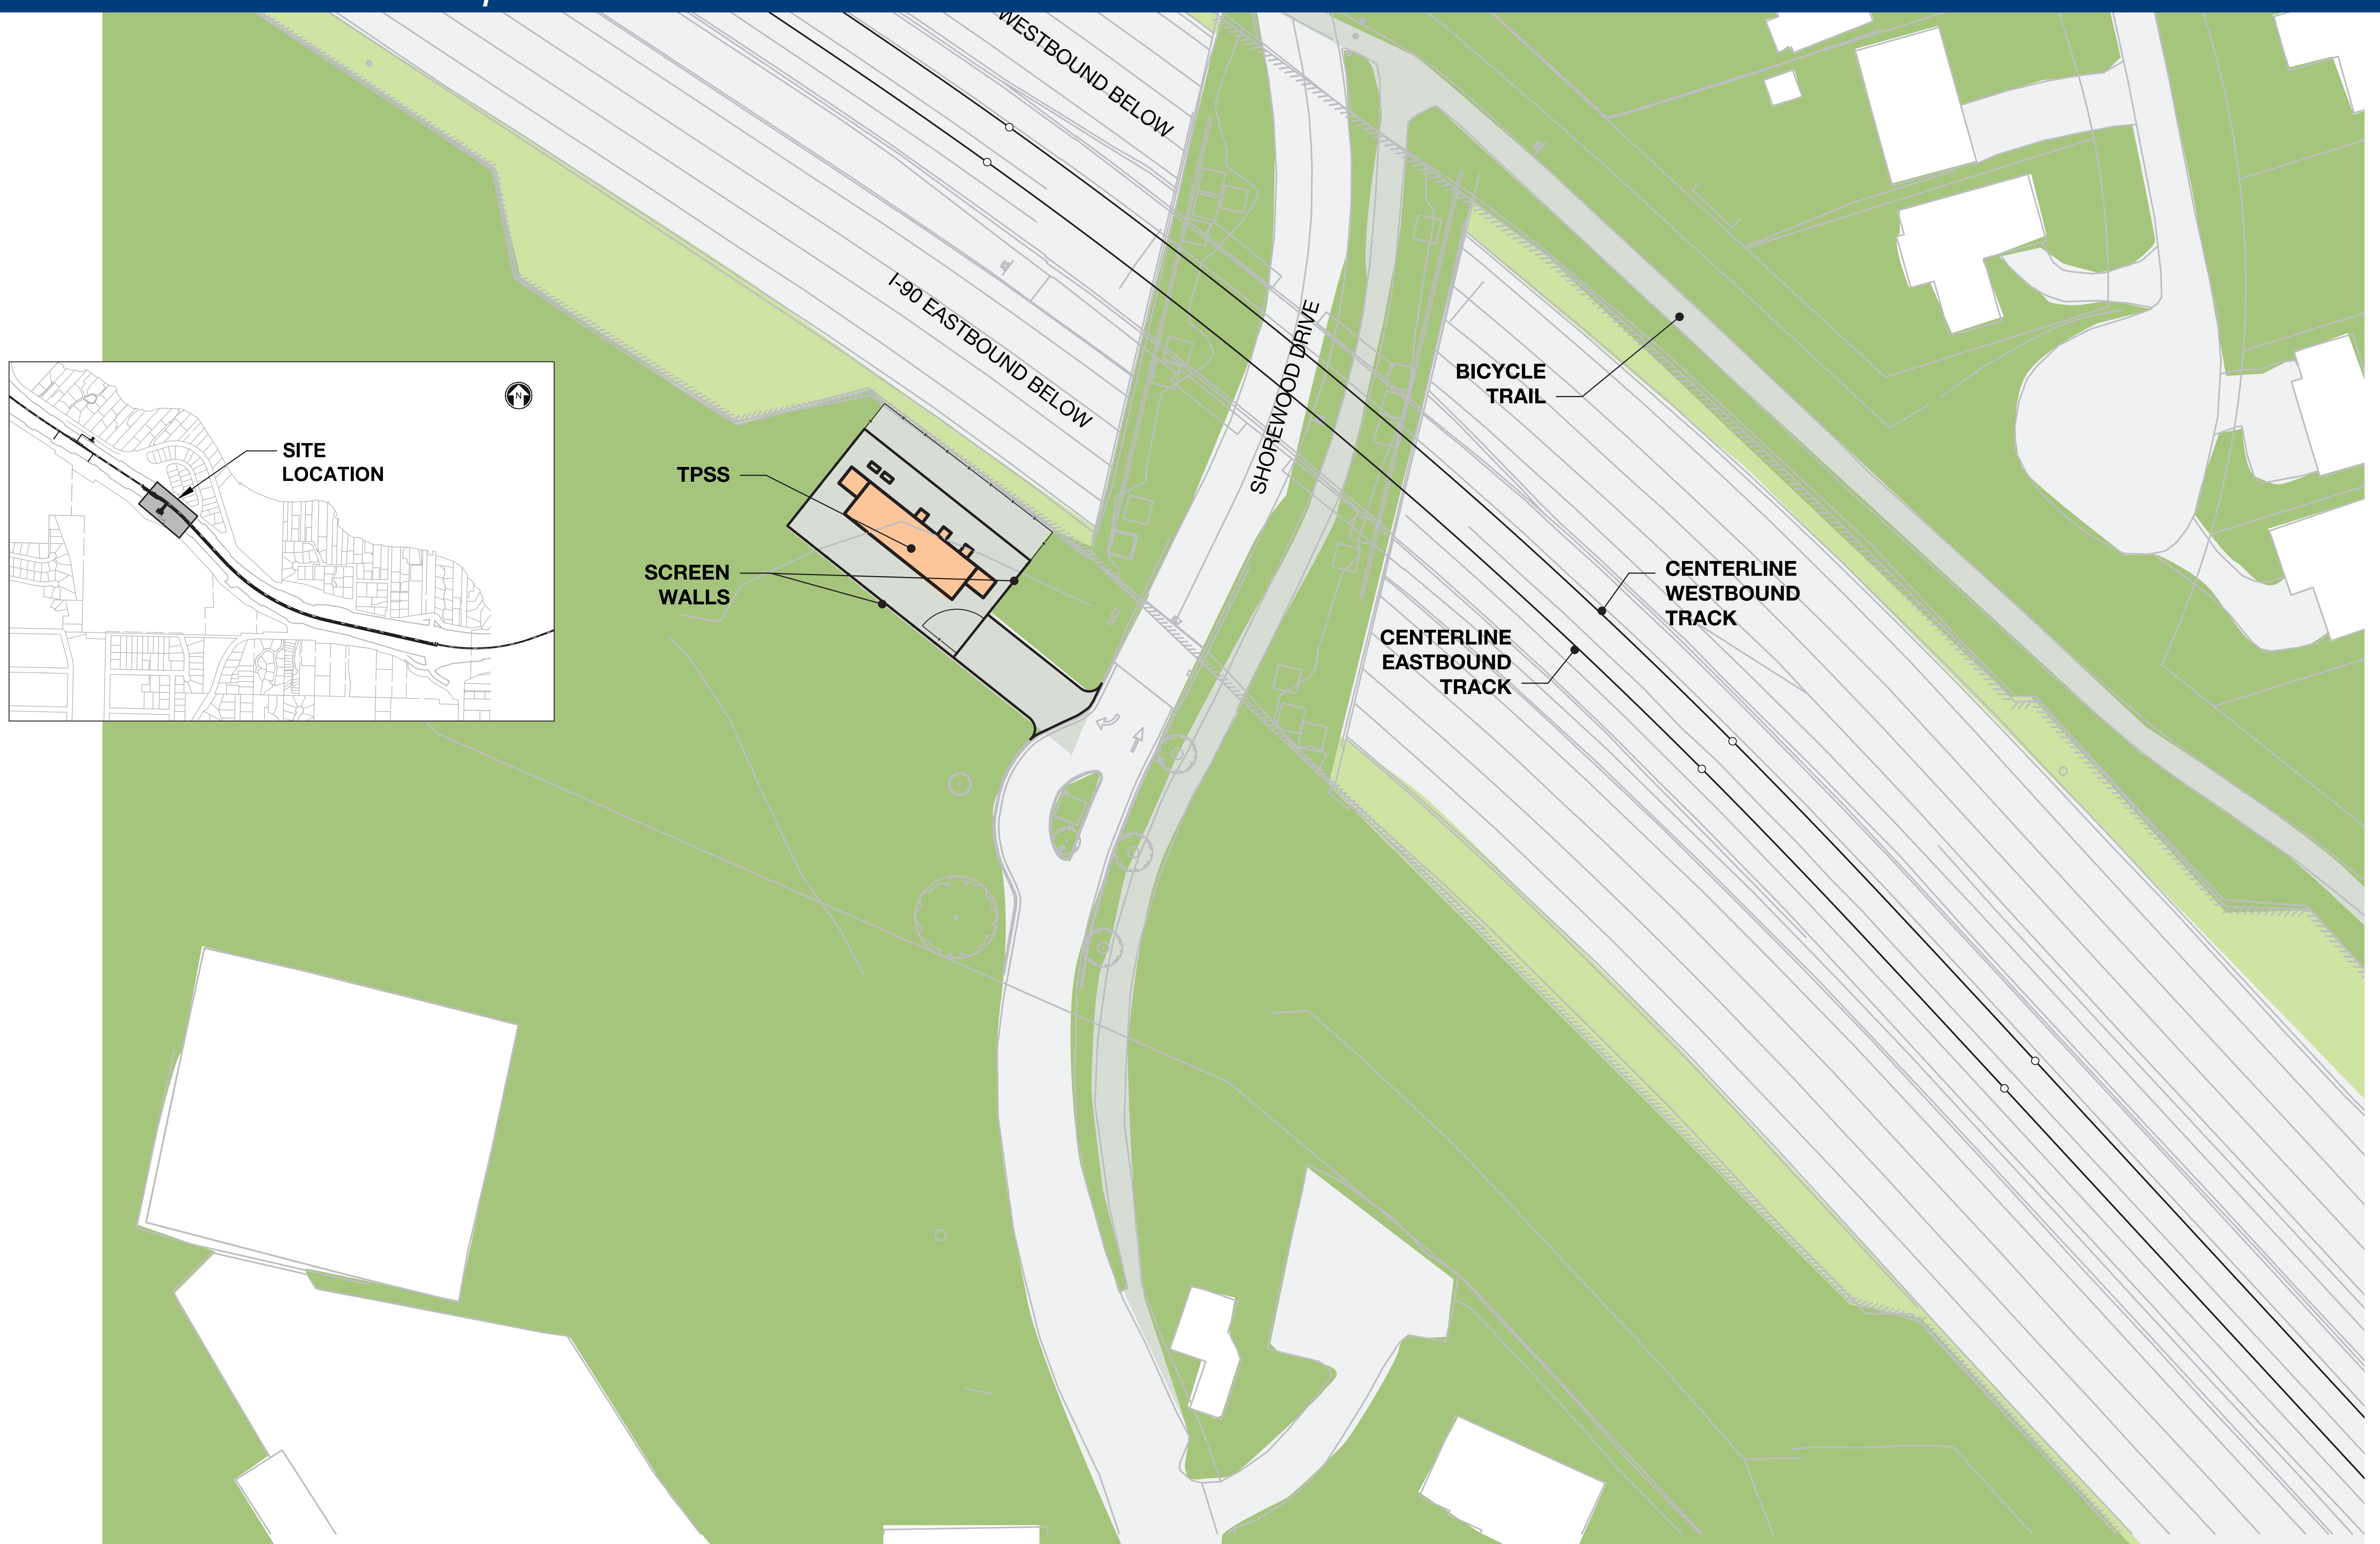 WESTBOUND BELOW
I-90 EASTBOUND BELOW
SHOREWOOD DRIVE
BICYCLE
TRAIL
N
SITE
LOCATION
TPSS
SCREEN
WALLS
CENTERLINE
WESTBOUND
TRACK
CENTERLINE
EASTBOUND
TRACK